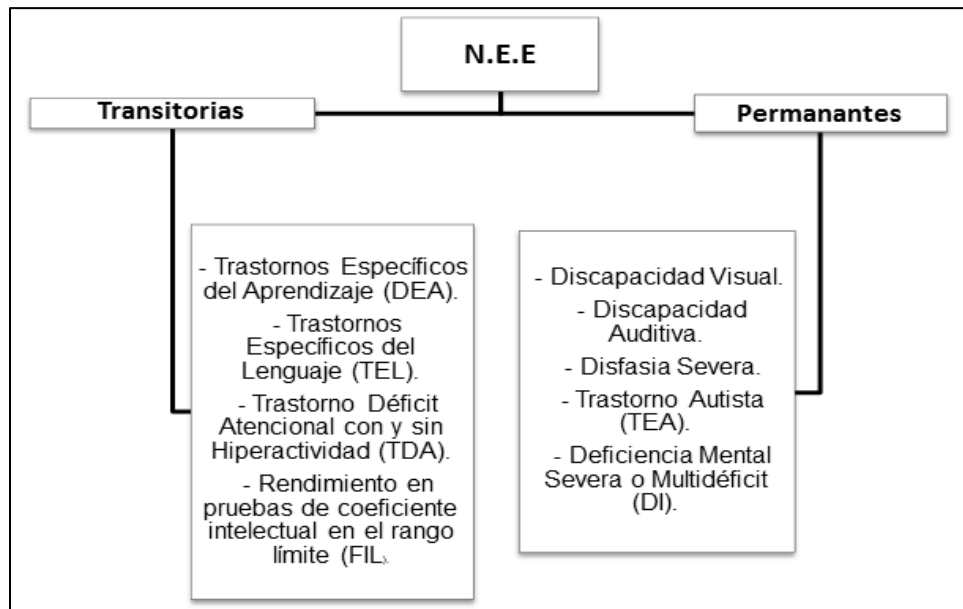 N.E.E
Transitorias
Permanantes
- Trastornos Específicos
del Aprendizaje (DEA).
- Trastornos
Específicos del
Lenguaje (TEL).
- Trastorno Déficit
Atencional con y sin
Hiperactividad (TDA).
- Rendimiento en
pruebas de coeficiente
intelectual en el rango
límite (FIL).
- Discapacidad Visual.
- Discapacidad
Auditiva.
- Disfasia Severa.
- Trastorno Autista
(TEA).
- Deficiencia Mental
Severa o Multidéficit
(DI).